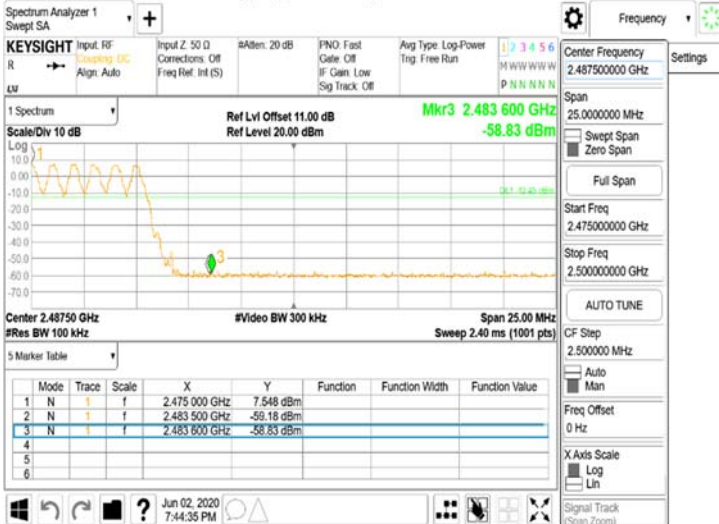 Spectrum Analyzer 1
Swept SA
+
Frequency
KEYSIGHT
R
Input: RF
Coupling: DC
Align: Auto
Input Z: 50 Ω
Corrections: Off
Freq Ref: Int (S)
#Atten: 20 dB
PNO: Fast
Gate: Off
IF Gain: Low
Sig Track: Off
Avg Type: Log-Power
Trig: Free Run
1 2 3 4 5 6
M W W W W W
P N N N N N
Center Frequency
2.487500000 GHz
Settings
Span
25.0000000 MHz
Swept Span
Zero Span
Full Span
Start Freq
2.475000000 GHz
Stop Freq
2.500000000 GHz
AUTO TUNE
CF Step
2.500000 MHz
Auto
Man
Freq Offset
0 Hz
X Axis Scale
Log
Lin
Signal Track
(Span Zoom)
1 Spectrum
Scale/Div 10 dB
Ref Lvl Offset 11.00 dB
Ref Level 20.00 dBm
Mkr3 2.483 600 GHz
-58.83 dBm
Log
1
10.0
0.00
-10.0
-20.0
-30.0
-40.0
-50.0
-60.0
-70.0
3
Center 2.48750 GHz
#Res BW 100 kHz
#Video BW 300 kHz
Span 25.00 MHz
Sweep 2.40 ms (1001 pts)
5 Marker Table
Mode Trace Scale X Y Function Function Width Function Value
1 N 1 f 2.475 000 GHz 7.548 dBm
2 N 1 f 2.483 500 GHz -59.18 dBm
3 N 1 f 2.483 600 GHz -58.83 dBm
4
5
6
?
Jun 02, 2020
7:44:35 PM